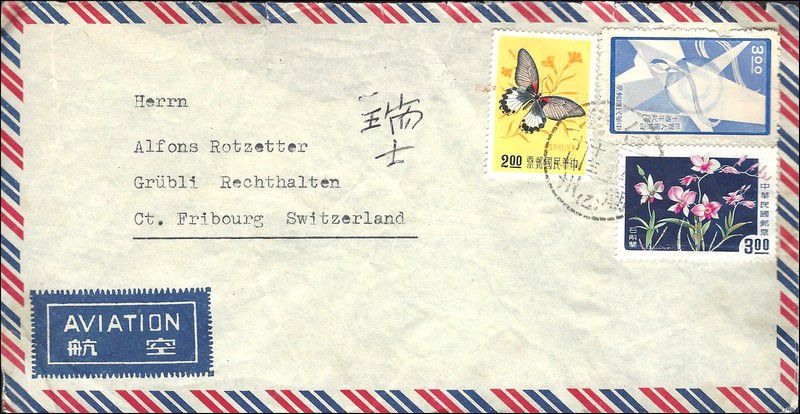 Herrn
Alfons Rotzetter
Grübli Rechthalten
Ct. Fribourg Switzerland
瑞士
AVIATION
航空
2.00
票郵國民華中
3.00
中華民國郵票
3.00